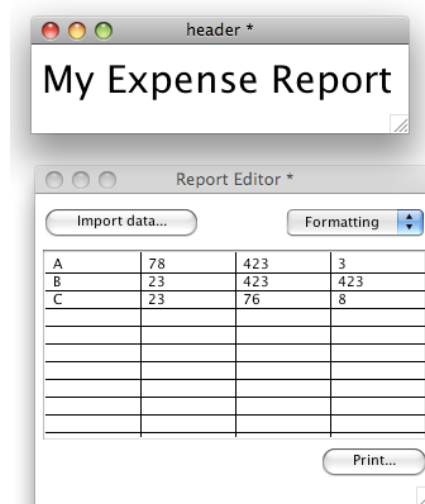 header *
My Expense Report
Report Editor *
Import data... Formatting
A 78 423 3
B 23 423 423
C 23 76 8
Print...